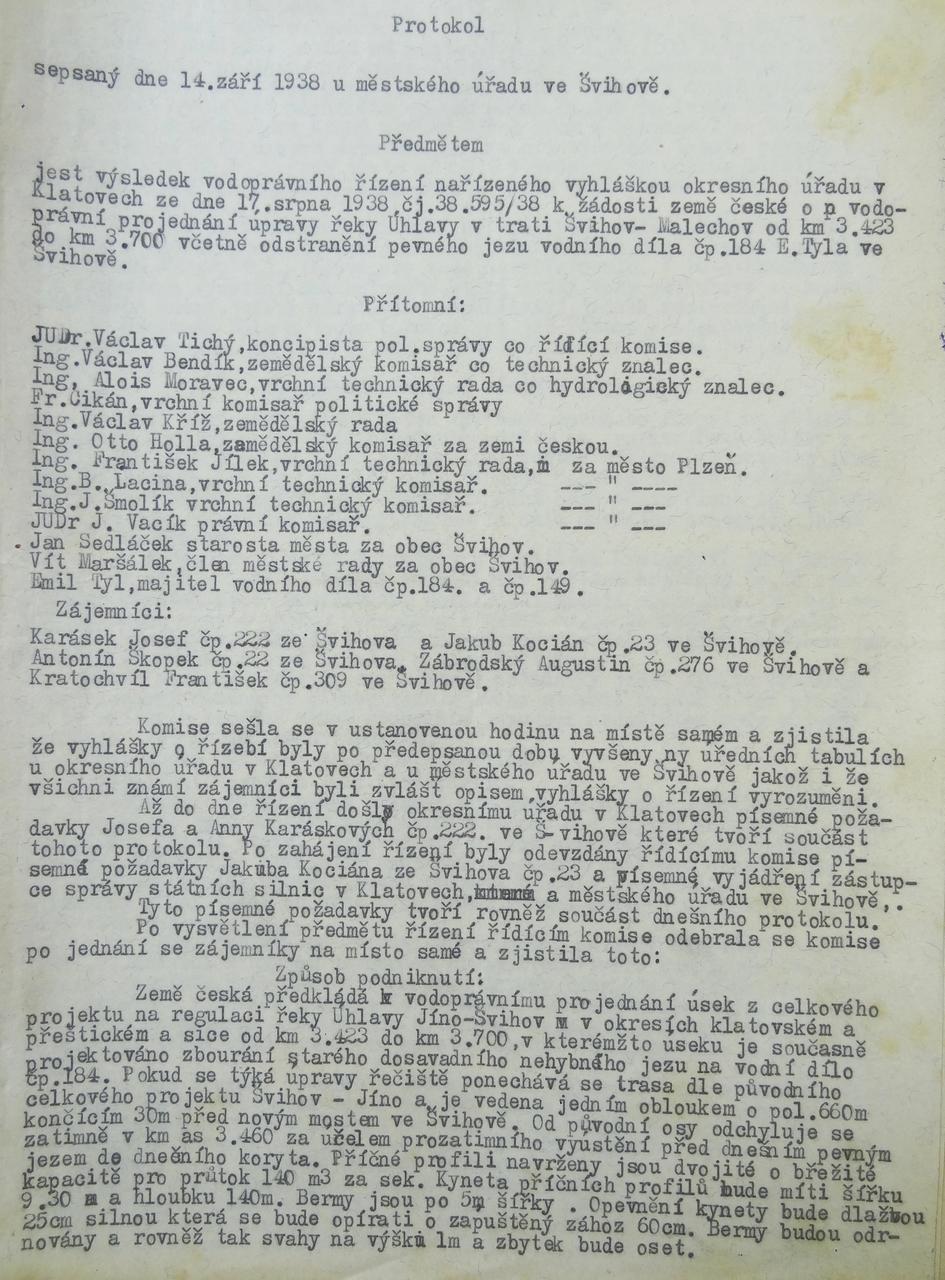 Protokol
sepsaný dne 14.září 1938 u městského úřadu ve Švihově.
Předmětem
jest výsledek vodoprávního řízení nařízeného vyhláškou okresního úřadu v
Klatovech ze dne 17.srpna 1938 čj.38.595/38 k žádosti země české o p vodo-
právní projednání upravy řeky Úhlavy v trati Švihov- Malechov od km 3.423
do km 3.700 včetně odstranění pevného jezu vodního díla čp.184 E.Tyla ve
Švihově.
Přítomní:
JUDr.Václav Tichý,koncipista pol.správy co řídící komise.
Ing.Václav Bendík,zemědělský komisař co technický znalec.
Ing, Alois Moravec,vrchní technický rada co hydrologický znalec.
Fr.Cikán,vrchní komisař politické správy
Ing.Václav Kříž,zemědělský rada
Ing. Otto Holla,zamědělský komisař za zemi českou.
Ing. František Jílek,vrchní technický rada,m za město Plzeň.
Ing.B. Lacina,vrchní technický komisař. --- " ----
Ing.J.Smolík vrchní technický komisař. --- " ---
JUDr J. Vacík právní komisař. --- " ---
Jan Sedláček starosta města za obec Švihov.
Vít Maršálek,člen městské rady za obec Švihov.
Emil Tyl,majitel vodního díla čp.184. a čp.149.
Zájemníci:
Karásek Josef čp.222 ze Švihova a Jakub Kocián čp.23 ve Švihově.
Antonín Škopek čp.22 ze Švihova. Zábrodský Augustin čp.276 ve Švihově a
Kratochvíl František čp.309 ve Švihově.
Komise sešla se v ustanovenou hodinu na místě samém a zjistila
že vyhlášky o řízebí byly po předepsanou dobu vyvšeny ny úředních tabulích
u okresního úřadu v Klatovech a u městského úřadu ve Švihově jakož i že
všichni známí zájemníci byli zvlášt opisem vyhlášky o řízení vyrozuměni.
Až do dne řízení došly okresnímu úřadu v Klatovech písemné poža-
davky Josefa a Anny Karáskových čp.222. ve S-vihově které tvoří součást
tohoto protokolu. Po zahájení řízení byly odevzdány řídícímu komise pí-
semné požadavky Jakuba Kociána ze Švihova čp.23 a písemné vyjádření zástup-
ce správy státních silnic v Klatovech, a městského úřadu ve Švihově,.
Tyto písemné požadavky tvoří rovněž součást dnešního protokolu.
Po vysvětlení předmětu řízení řídícím komise odebrala se komise
po jednání se zájemníky na místo samé a zjistila toto:
Způsob podniknutí:
Země česká předkládá k vodoprávnímu projednání úsek z celkového
projektu na regulaci řeky Úhlavy Jíno-Švihov m v okresích klatovském a
přeštickém a sice od km 3.423 do km 3.700,v kterémžto úseku je současně
projektováno zbourání starého dosavadního nehybného jezu na vodní dílo
čp.184. Pokud se týká úpravy řečiště ponechává se trasa dle původního
celkového projektu Švihov - Jíno a je vedena jedním obloukem o pol.660m
končícím 30m před novým mostem ve Švihově. Od původní osy odchyluje se
zatimně v km as 3.460 za účelem prozatimního vyústění před dnešním pevným
jezem do dnešního koryta. Příčné profili navrženy jsou dvojité o břežité
kapacitě pro průtok 140 m3 za sek. Kyneta příčních profilů bude míti šířku
9.30 m a hloubku 140m. Bermy jsou po 5m šířky . Opevnění kynety bude dlažbou
25cm silnou která se bude opírati o zapuštěný zához 60cm. Bermy budou odr-
novány a rovněž tak svahy na výšku 1m a zbytek bude oset.